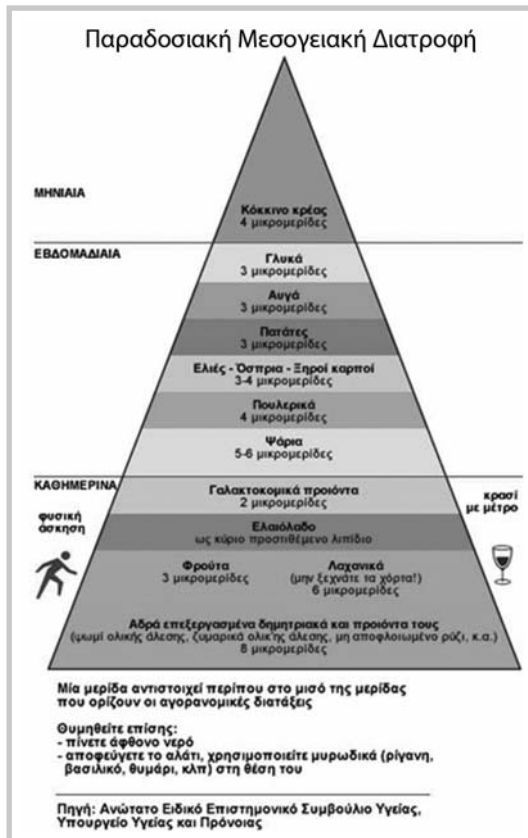 Παραδοσιακή Μεσογειακή Διατροφή
ΜΗΝΙΑΙΑ
Κόκκινο κρέας
4 μικρομερίδες
ΕΒΔΟΜΑΔΙΑΙΑ
Γλυκά
3 μικρομερίδες
Αυγά
3 μικρομερίδες
Πατάτες
3 μικρομερίδες
Ελιές - Όσπρια - Ξηροί καρποί
3-4 μικρομερίδες
Πουλερικά
4 μικρομερίδες
Ψάρια
5-6 μικρομερίδες
ΚΑΘΗΜΕΡΙΝΑ
φυσική
άσκηση
Γαλακτοκομικά προιόντα
2 μικρομερίδες
κρασί
με μέτρο
Ελαιόλαδο
ως κύριο προστιθέμενο λιπίδιο
Φρούτα
3 μικρομερίδες
Λαχανικά
(μην ξεχνάτε τα χόρτα!)
6 μικρομερίδες
Αδρά επεξεργασμένα δημητριακά και προιόντα τους
(ψωμί ολικής άλεσης, ζυμαρικά ολικ'ης άλεσης, μη αποφλοιωμένο ρύζι, κ.α.)
8 μικρομερίδες
Μία μερίδα αντιστοιχεί περίπου στο μισό της μερίδας
που ορίζουν οι αγορανομικές διατάξεις
Θυμηθείτε επίσης:
- πίνετε άφθονο νερό
- αποφεύγετε το αλάτι, χρησιμοποιείτε μυρωδικά (ρίγανη,
βασιλικό, θυμάρι, κλπ) στη θέση του
Πηγή: Ανώτατο Ειδικό Επιστημονικό Συμβούλιο Υγείας,
Υπουργείο Υγείας και Πρόνοιας